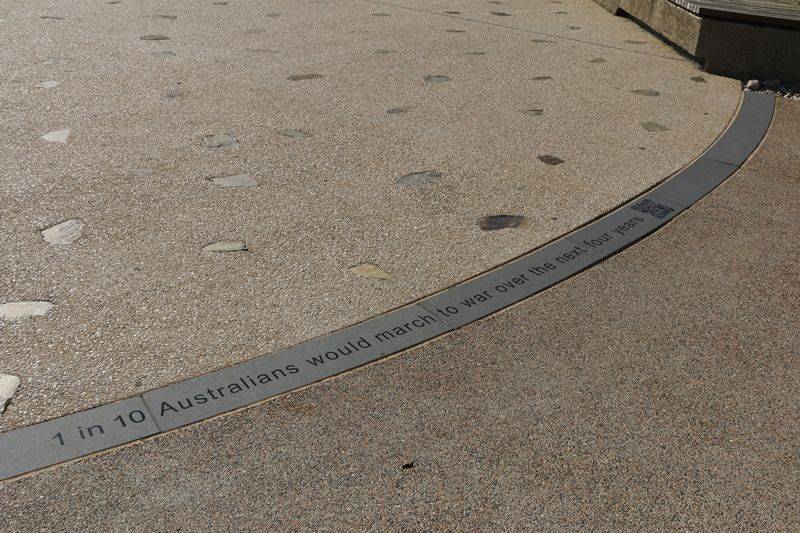 1 in 10 Australians would march to war over the next four years